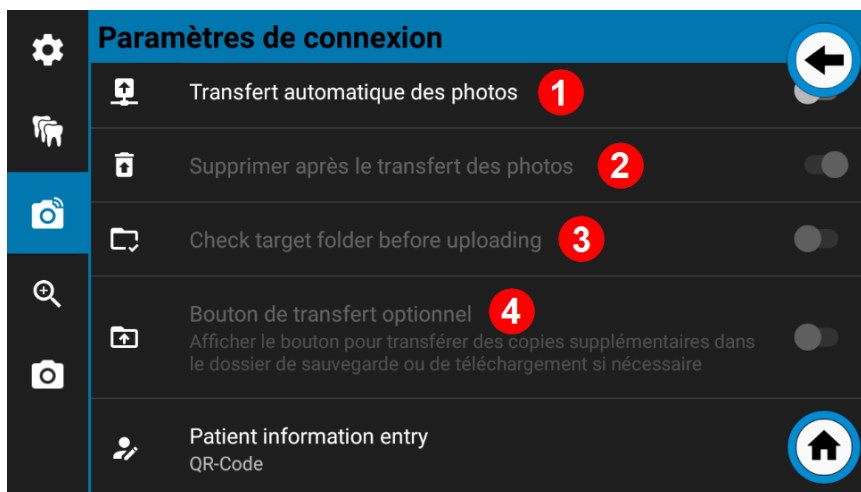 Paramètres de connexion
Transfert automatique des photos 1
Supprimer après le transfert des photos 2
Check target folder before uploading 3
Bouton de transfert optionnel 4
Afficher le bouton pour transférer des copies supplémentaires dans
le dossier de sauvegarde ou de téléchargement si nécessaire
Patient information entry
QR-Code